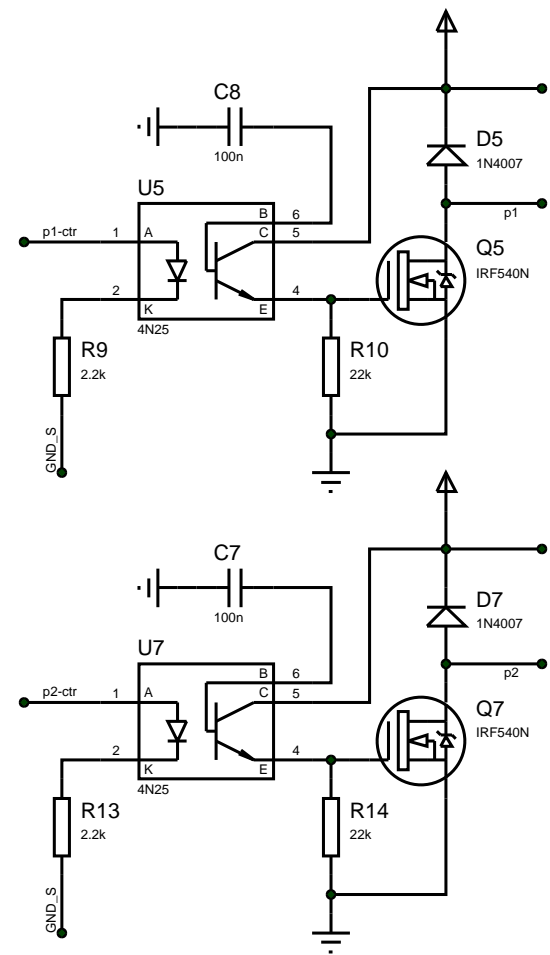 C8
100n
D5
1N4007
U5
B 6
p1-ctr 1 A C 5
p1
Q5
IRF540N
2 K E 4
4N25
R9
2.2k
R10
22k
GND_S
C7
100n
D7
1N4007
U7
B 6
p2-ctr 1 A C 5
p2
Q7
IRF540N
2 K E 4
4N25
R13
2.2k
R14
22k
GND_S